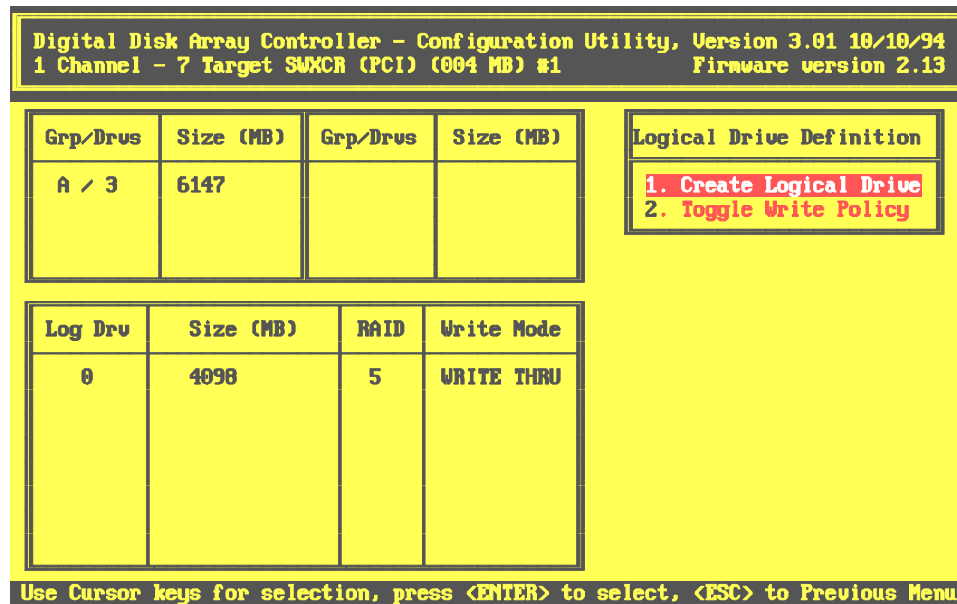 Digital Disk Array Controller - Configuration Utility, Version 3.01 10/10/94
1 Channel - 7 Target SWXCR (PCI) (004 MB) #1 Firmware version 2.13
Grp/Drvs Size (MB) Grp/Drvs Size (MB)
A / 3 6147
Logical Drive Definition
1. Create Logical Drive
2. Toggle Write Policy
Log Drv Size (MB) RAID Write Mode
0 4098 5 WRITE THRU
Use Cursor keys for selection, press <ENTER> to select, <ESC> to Previous Menu